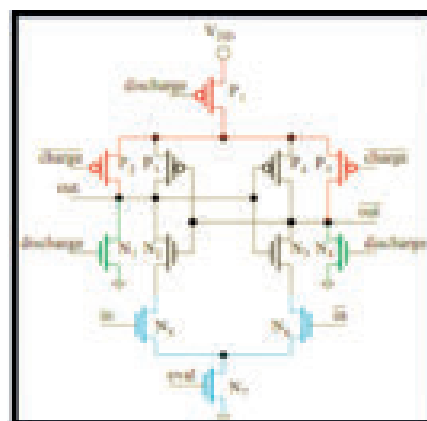 V_DD
discharge P₁
charge P₂ P₃ P₄ P₅ charge
out out
discharge N₁ N₂ N₃ N₄ discharge
in N₅ N₆ in
eval N₇